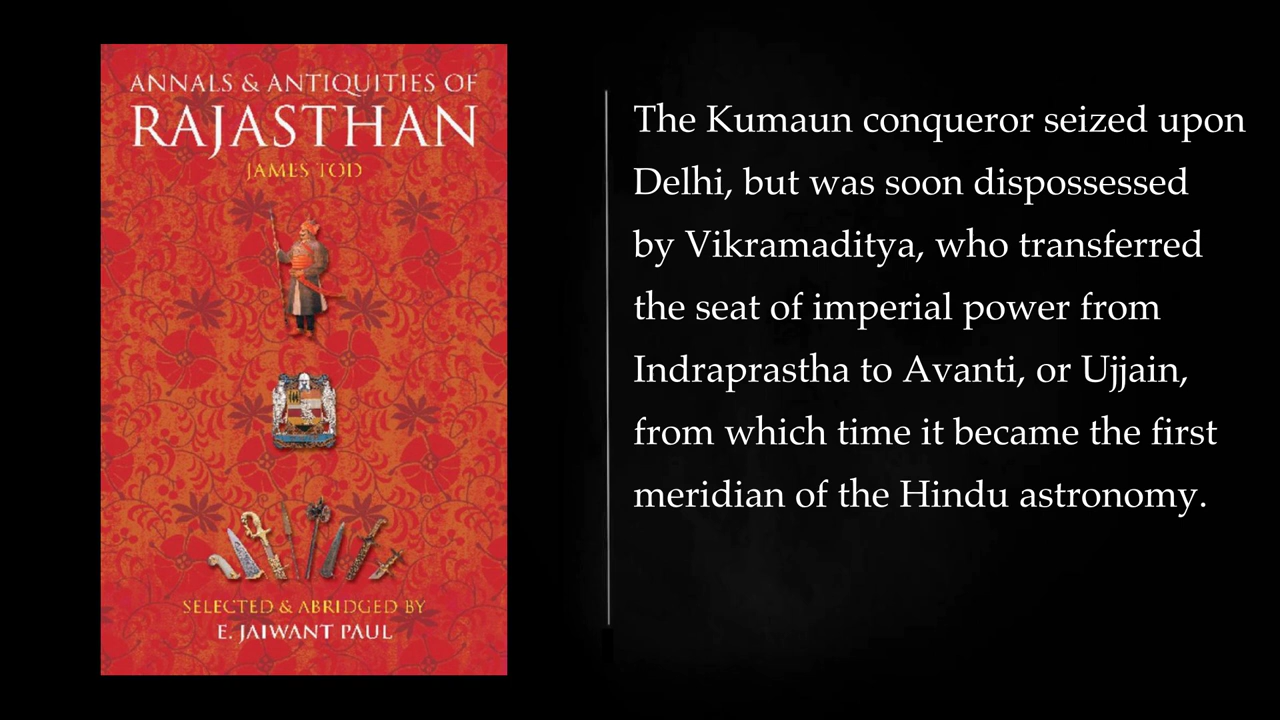 ANNALS & ANTIQUITIES OF
RAJASTHAN
JAMES TOD
SELECTED & ABRIDGED BY
E. JAIWANT PAUL
The Kumaun conqueror seized upon
Delhi, but was soon dispossessed
by Vikramaditya, who transferred
the seat of imperial power from
Indraprastha to Avanti, or Ujjain,
from which time it became the first
meridian of the Hindu astronomy.